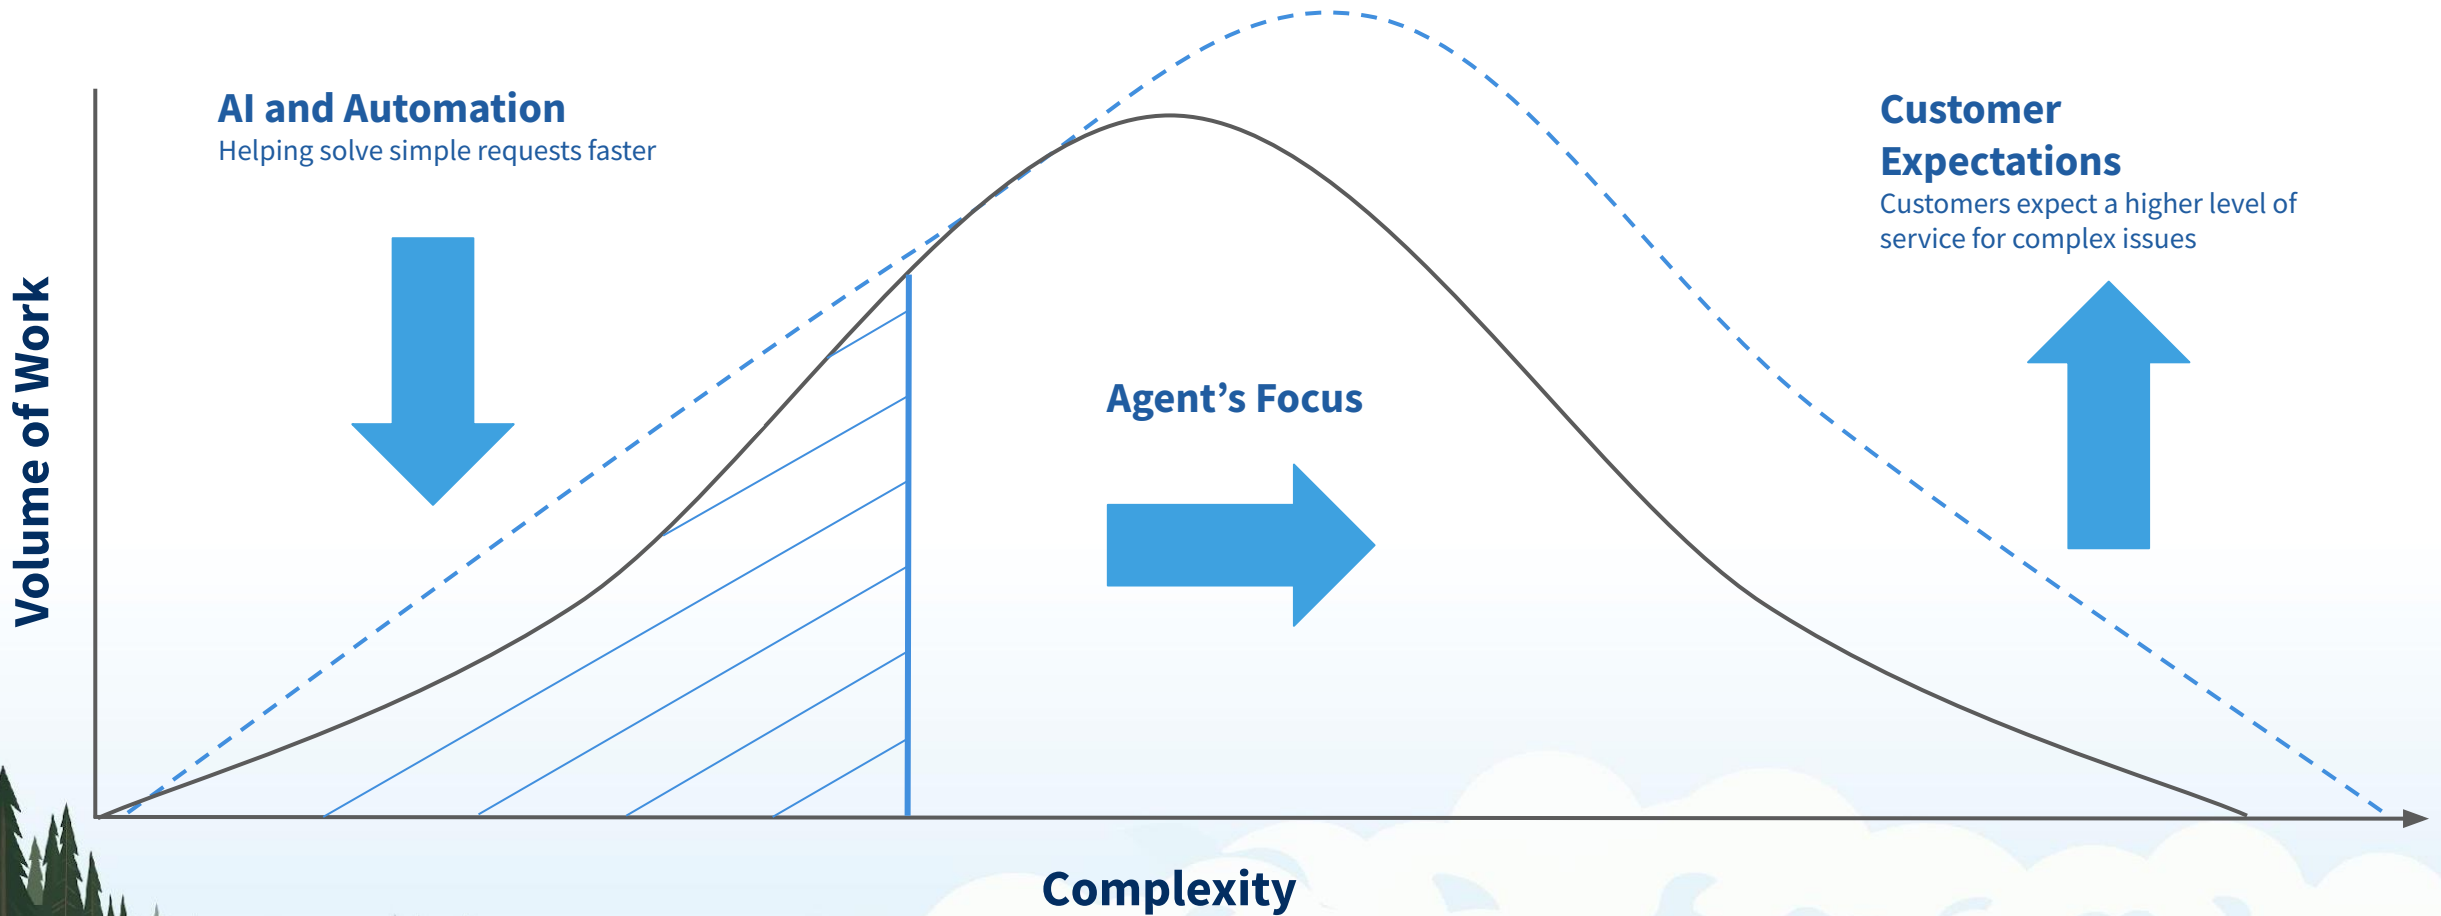 AI and Automation
Helping solve simple requests faster
Customer
Expectations
Customers expect a higher level of
service for complex issues
Volume of Work
Agent’s Focus
Complexity